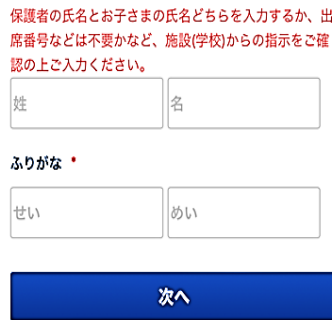 保護者の氏名とお子さまの氏名どちらを入力するか、出
席番号などは不要かなど、施設(学校)からの指示をご確
認の上ご入力ください。
姓 名
ふりがな *
せい めい
次へ